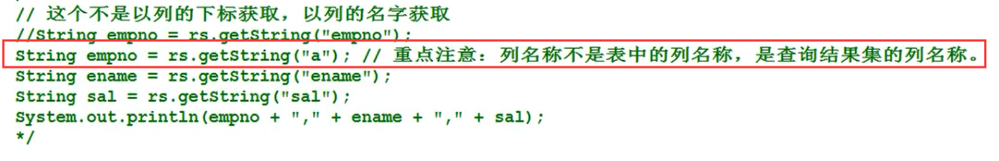 // 这个不是以列的下标获取，以列的名字获取
//String empno = rs.getString("empno");
String empno = rs.getString("a"); // 重点注意：列名称不是表中的列名称，是查询结果集的列名称。
String ename = rs.getString("ename");
String sal = rs.getString("sal");
System.out.println(empno + "," + ename + "," + sal);
*/